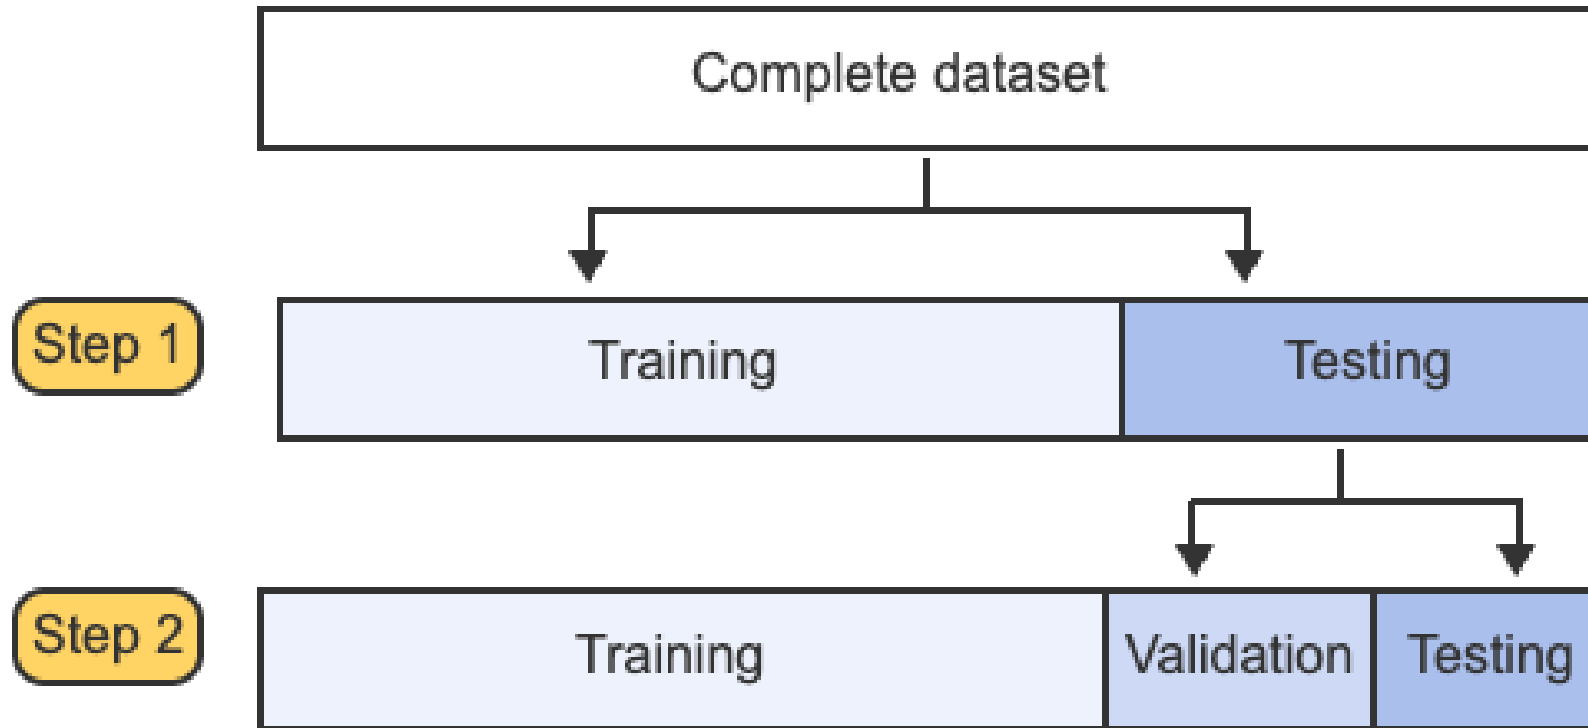 Complete dataset
Step 1
Training
Testing
Step 2
Training
Validation
Testing